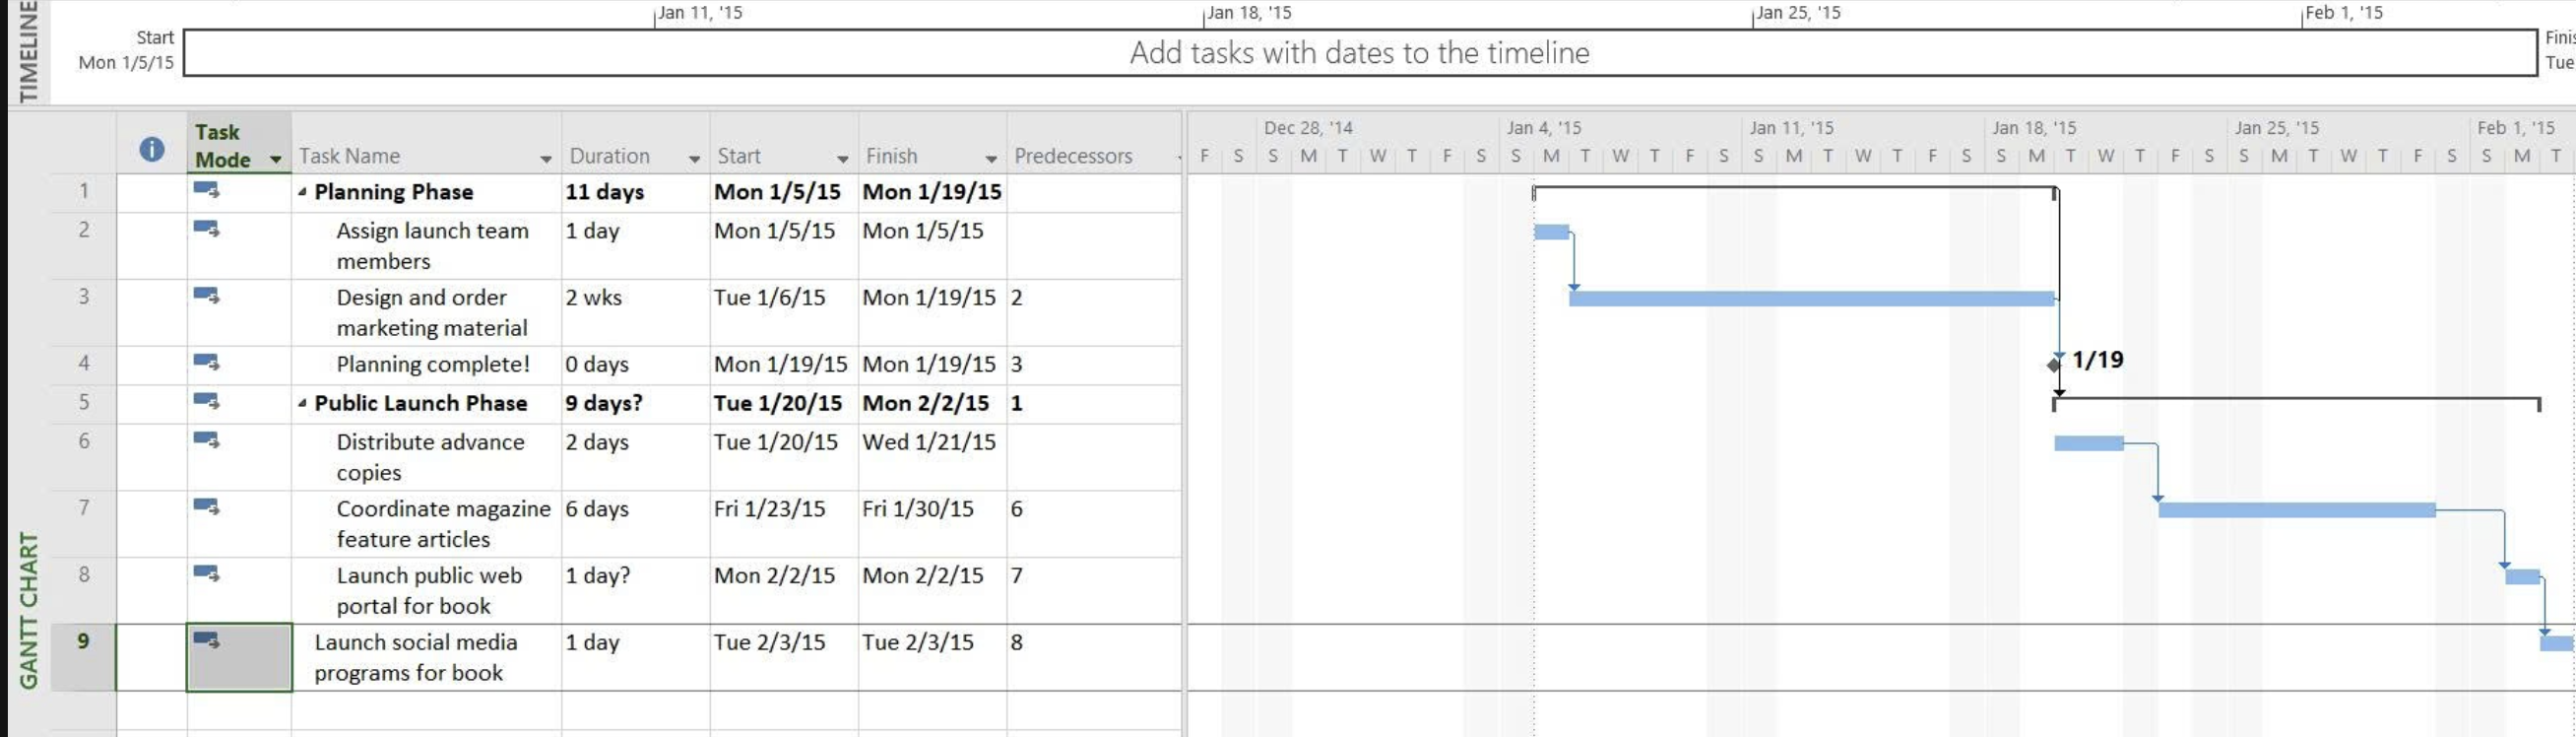 TIMELINE
Jan 11, '15
Jan 18, '15
Jan 25, '15
Feb 1, '15
Start
Mon 1/5/15
Add tasks with dates to the timeline
Finis
Tue
Task Mode
Task Name
Duration
Start
Finish
Predecessors
Dec 28, '14
Jan 4, '15
Jan 11, '15
Jan 18, '15
Jan 25, '15
Feb 1, '15
F S S M T W T F S S M T W T F S S M T W T F S S M T W T F S S M T W T F S S M T
1 Planning Phase 11 days Mon 1/5/15 Mon 1/19/15
2 Assign launch team 1 day Mon 1/5/15 Mon 1/5/15
members
3 Design and order 2 wks Tue 1/6/15 Mon 1/19/15 2
marketing material
4 Planning complete! 0 days Mon 1/19/15 Mon 1/19/15 3
1/19
5 Public Launch Phase 9 days? Tue 1/20/15 Mon 2/2/15 1
6 Distribute advance 2 days Tue 1/20/15 Wed 1/21/15
copies
7 Coordinate magazine 6 days Fri 1/23/15 Fri 1/30/15 6
feature articles
8 Launch public web 1 day? Mon 2/2/15 Mon 2/2/15 7
portal for book
9 Launch social media 1 day Tue 2/3/15 Tue 2/3/15 8
programs for book
GANTT CHART